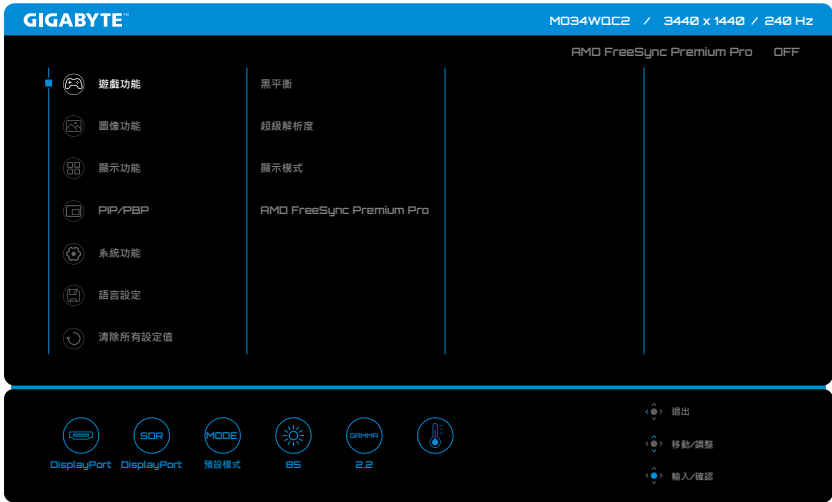 GIGABYTE™
MO34WQC2 / 3440 x 1440 / 240 Hz
AMD FreeSync Premium Pro OFF
遊戲功能 黑平衡
圖像功能 超級解析度
顯示功能 顯示模式
PIP/PBP AMD FreeSync Premium Pro
系統功能
語言設定
清除所有設定值
SDR MODE GAMMA
DisplayPort DisplayPort 預設模式 85 2.2
退出
移動/調整
輸入/確認